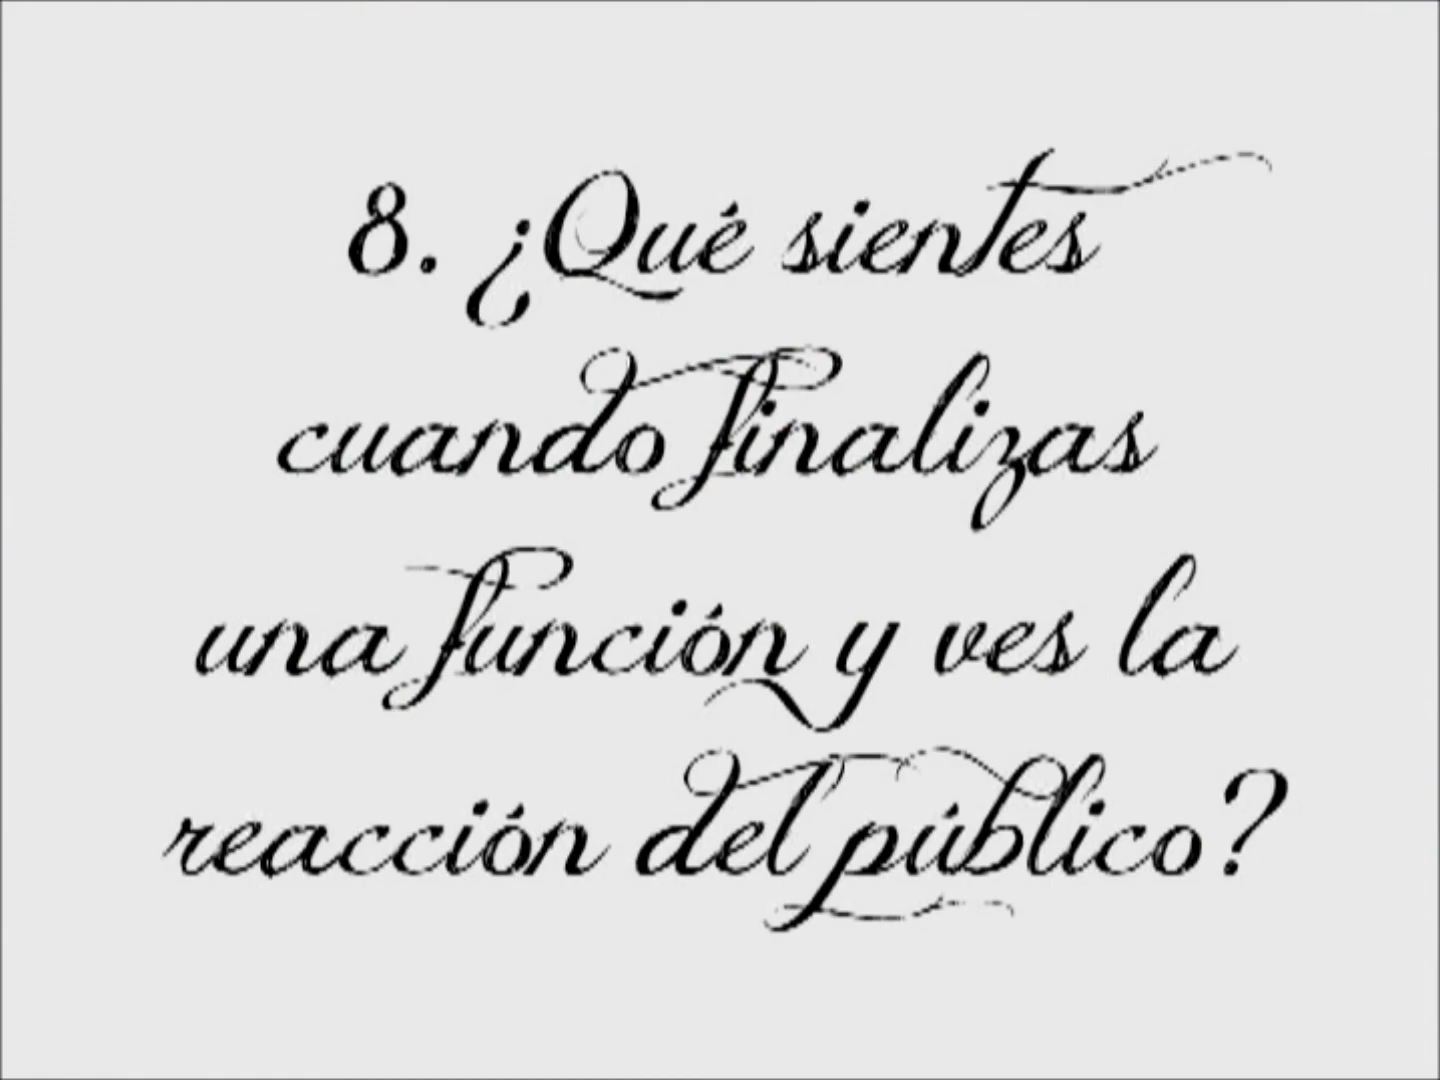 8. ¿Qué sientes
cuando finalizas
una función y ves la
reacción del público?